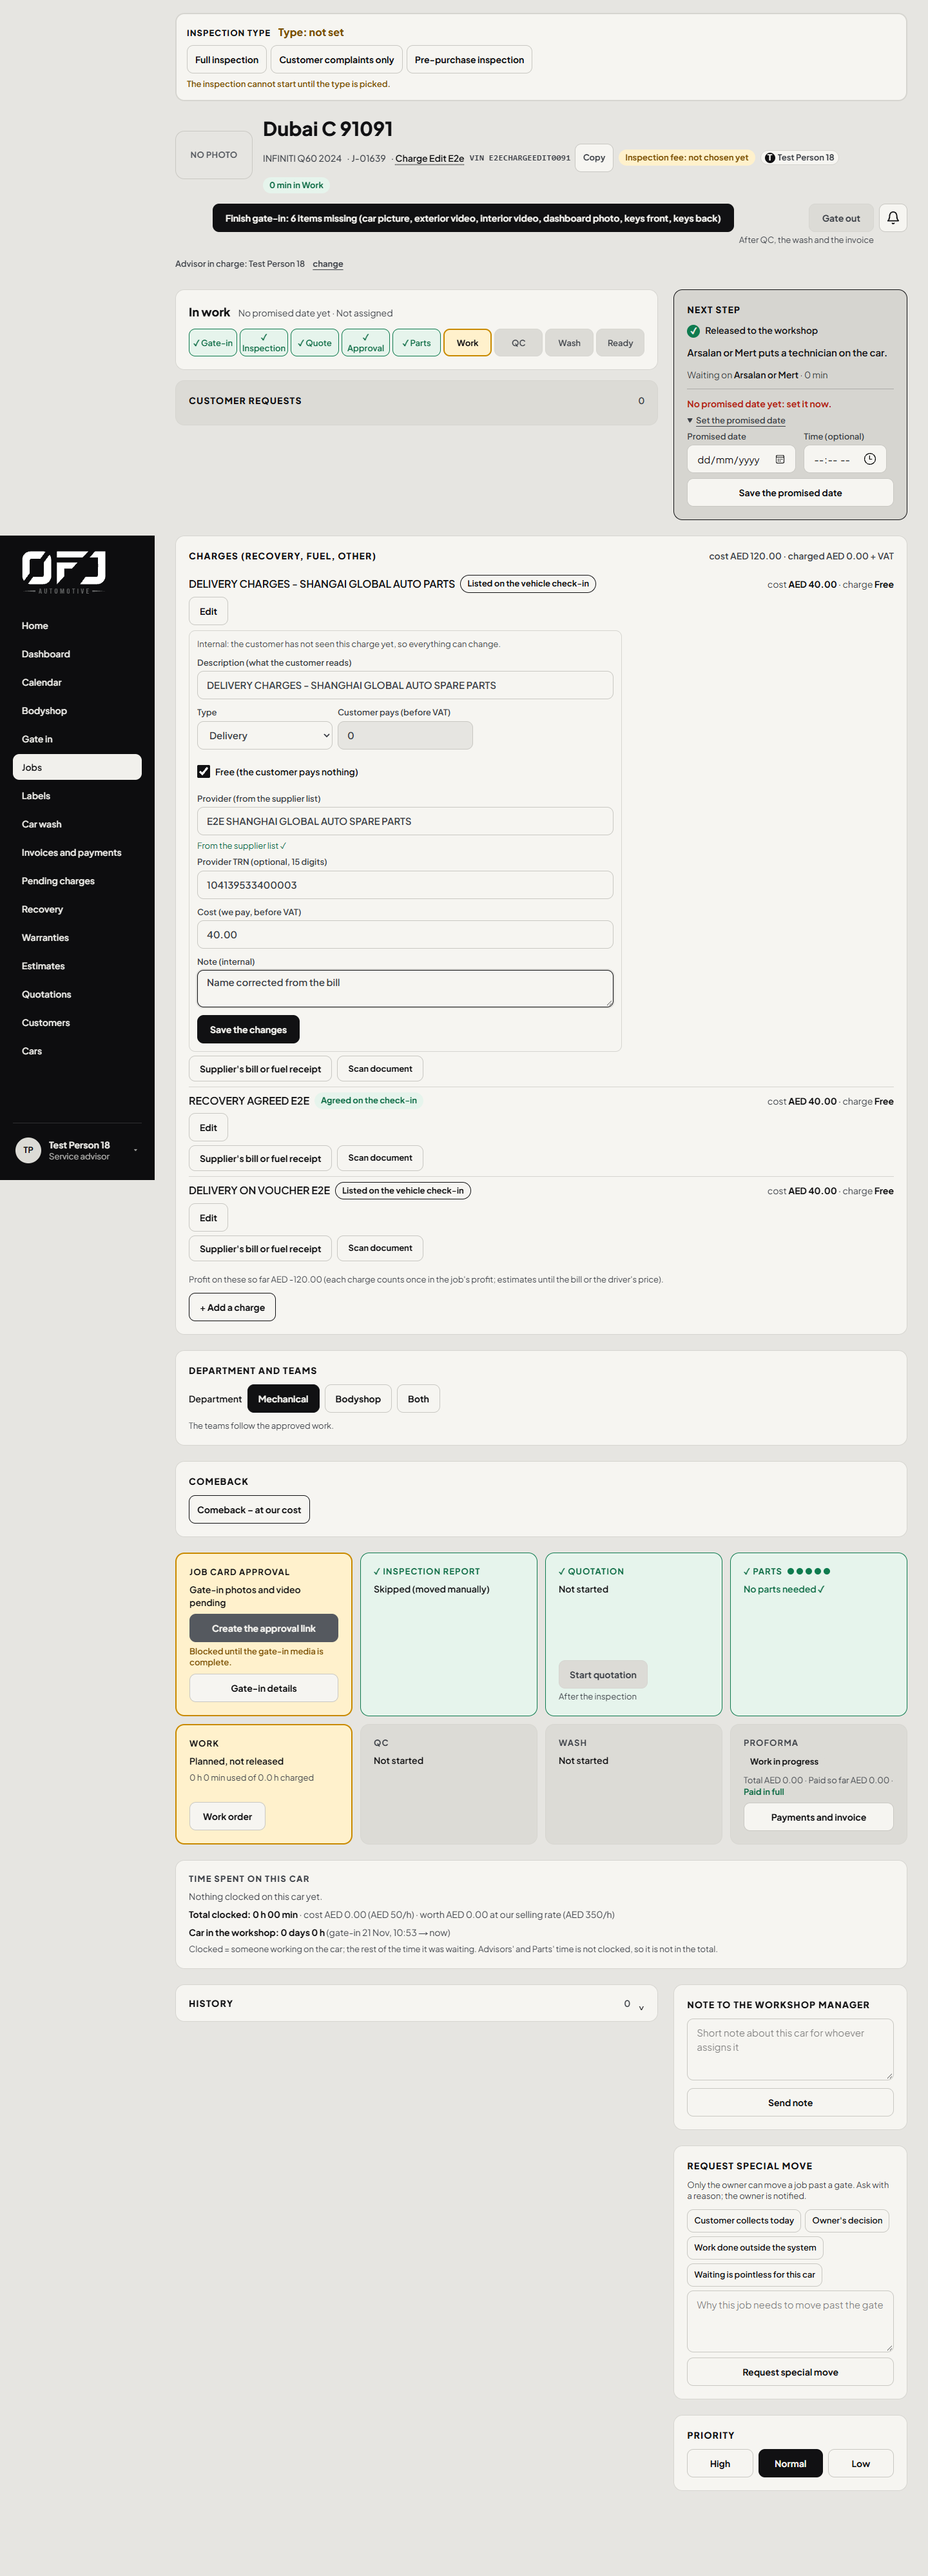 INSPECTION TYPE Type: not set
Full inspection Customer complaints only Pre-purchase inspection
The inspection cannot start until the type is picked.
NO PHOTO
Dubai C 91091
INFINITI Q60 2024 · J-01639 · Charge Edit E2e VIN E2ECHARGEEDIT0091 Copy Inspection fee: not chosen yet T Test Person 18
0 min in Work
Finish gate-in: 6 items missing (car picture, exterior video, interior video, dashboard photo, keys front, keys back) Gate out
After QC, the wash and the invoice
Advisor in charge: Test Person 18 change
In work No promised date yet · Not assigned
✓ Gate-in ✓ Inspection ✓ Quote ✓ Approval ✓ Parts Work QC Wash Ready
CUSTOMER REQUESTS 0
NEXT STEP
✓ Released to the workshop
Arsalan or Mert puts a technician on the car.
Waiting on Arsalan or Mert · 0 min
No promised date yet: set it now.
▼ Set the promised date
Promised date Time (optional)
dd/mm/yyyy --:-- --
Save the promised date
OFJ
AUTOMOTIVE
Home
Dashboard
Calendar
Bodyshop
Gate in
Jobs
Labels
Car wash
Invoices and payments
Pending charges
Recovery
Warranties
Estimates
Quotations
Customers
Cars
TP Test Person 18
Service advisor
CHARGES (RECOVERY, FUEL, OTHER) cost AED 120.00 · charged AED 0.00 + VAT
DELIVERY CHARGES - SHANGAI GLOBAL AUTO PARTS Listed on the vehicle check-in cost AED 40.00 · charge Free
Edit
Internal: the customer has not seen this charge yet, so everything can change.
Description (what the customer reads)
DELIVERY CHARGES - SHANGHAI GLOBAL AUTO SPARE PARTS
Type Customer pays (before VAT)
Delivery 0
Free (the customer pays nothing)
Provider (from the supplier list)
E2E SHANGHAI GLOBAL AUTO SPARE PARTS
From the supplier list ✓
Provider TRN (optional, 15 digits)
104139533400003
Cost (we pay, before VAT)
40.00
Note (internal)
Name corrected from the bill
Save the changes
Supplier's bill or fuel receipt Scan document
RECOVERY AGREED E2E Agreed on the check-in cost AED 40.00 · charge Free
Edit
Supplier's bill or fuel receipt Scan document
DELIVERY ON VOUCHER E2E Listed on the vehicle check-in cost AED 40.00 · charge Free
Edit
Supplier's bill or fuel receipt Scan document
Profit on these so far AED -120.00 (each charge counts once in the job's profit; estimates until the bill or the driver's price).
+ Add a charge
DEPARTMENT AND TEAMS
Department Mechanical Bodyshop Both
The teams follow the approved work.
COMEBACK
Comeback – at our cost
JOB CARD APPROVAL
Gate-in photos and video
pending
Create the approval link
Blocked until the gate-in media is
complete.
Gate-in details
✓ INSPECTION REPORT
Skipped (moved manually)
✓ QUOTATION
Not started
Start quotation
After the inspection
✓ PARTS ●●●●●
No parts needed ✓
WORK
Planned, not released
0 h 0 min used of 0.0 h charged
Work order
QC
Not started
WASH
Not started
PROFORMA
Work in progress
Total AED 0.00 · Paid so far AED 0.00 ·
Paid in full
Payments and invoice
TIME SPENT ON THIS CAR
Nothing clocked on this car yet.
Total clocked: 0 h 00 min · cost AED 0.00 (AED 50/h) · worth AED 0.00 at our selling rate (AED 350/h)
Car in the workshop: 0 days 0 h (gate-in 21 Nov, 10:53 → now)
Clocked = someone working on the car; the rest of the time it was waiting. Advisors' and Parts' time is not clocked, so it is not in the total.
HISTORY 0
NOTE TO THE WORKSHOP MANAGER
Short note about this car for whoever
assigns it
Send note
REQUEST SPECIAL MOVE
Only the owner can move a job past a gate. Ask with
a reason; the owner is notified.
Customer collects today Owner's decision
Work done outside the system
Waiting is pointless for this car
Why this job needs to move past the gate
Request special move
PRIORITY
High Normal Low